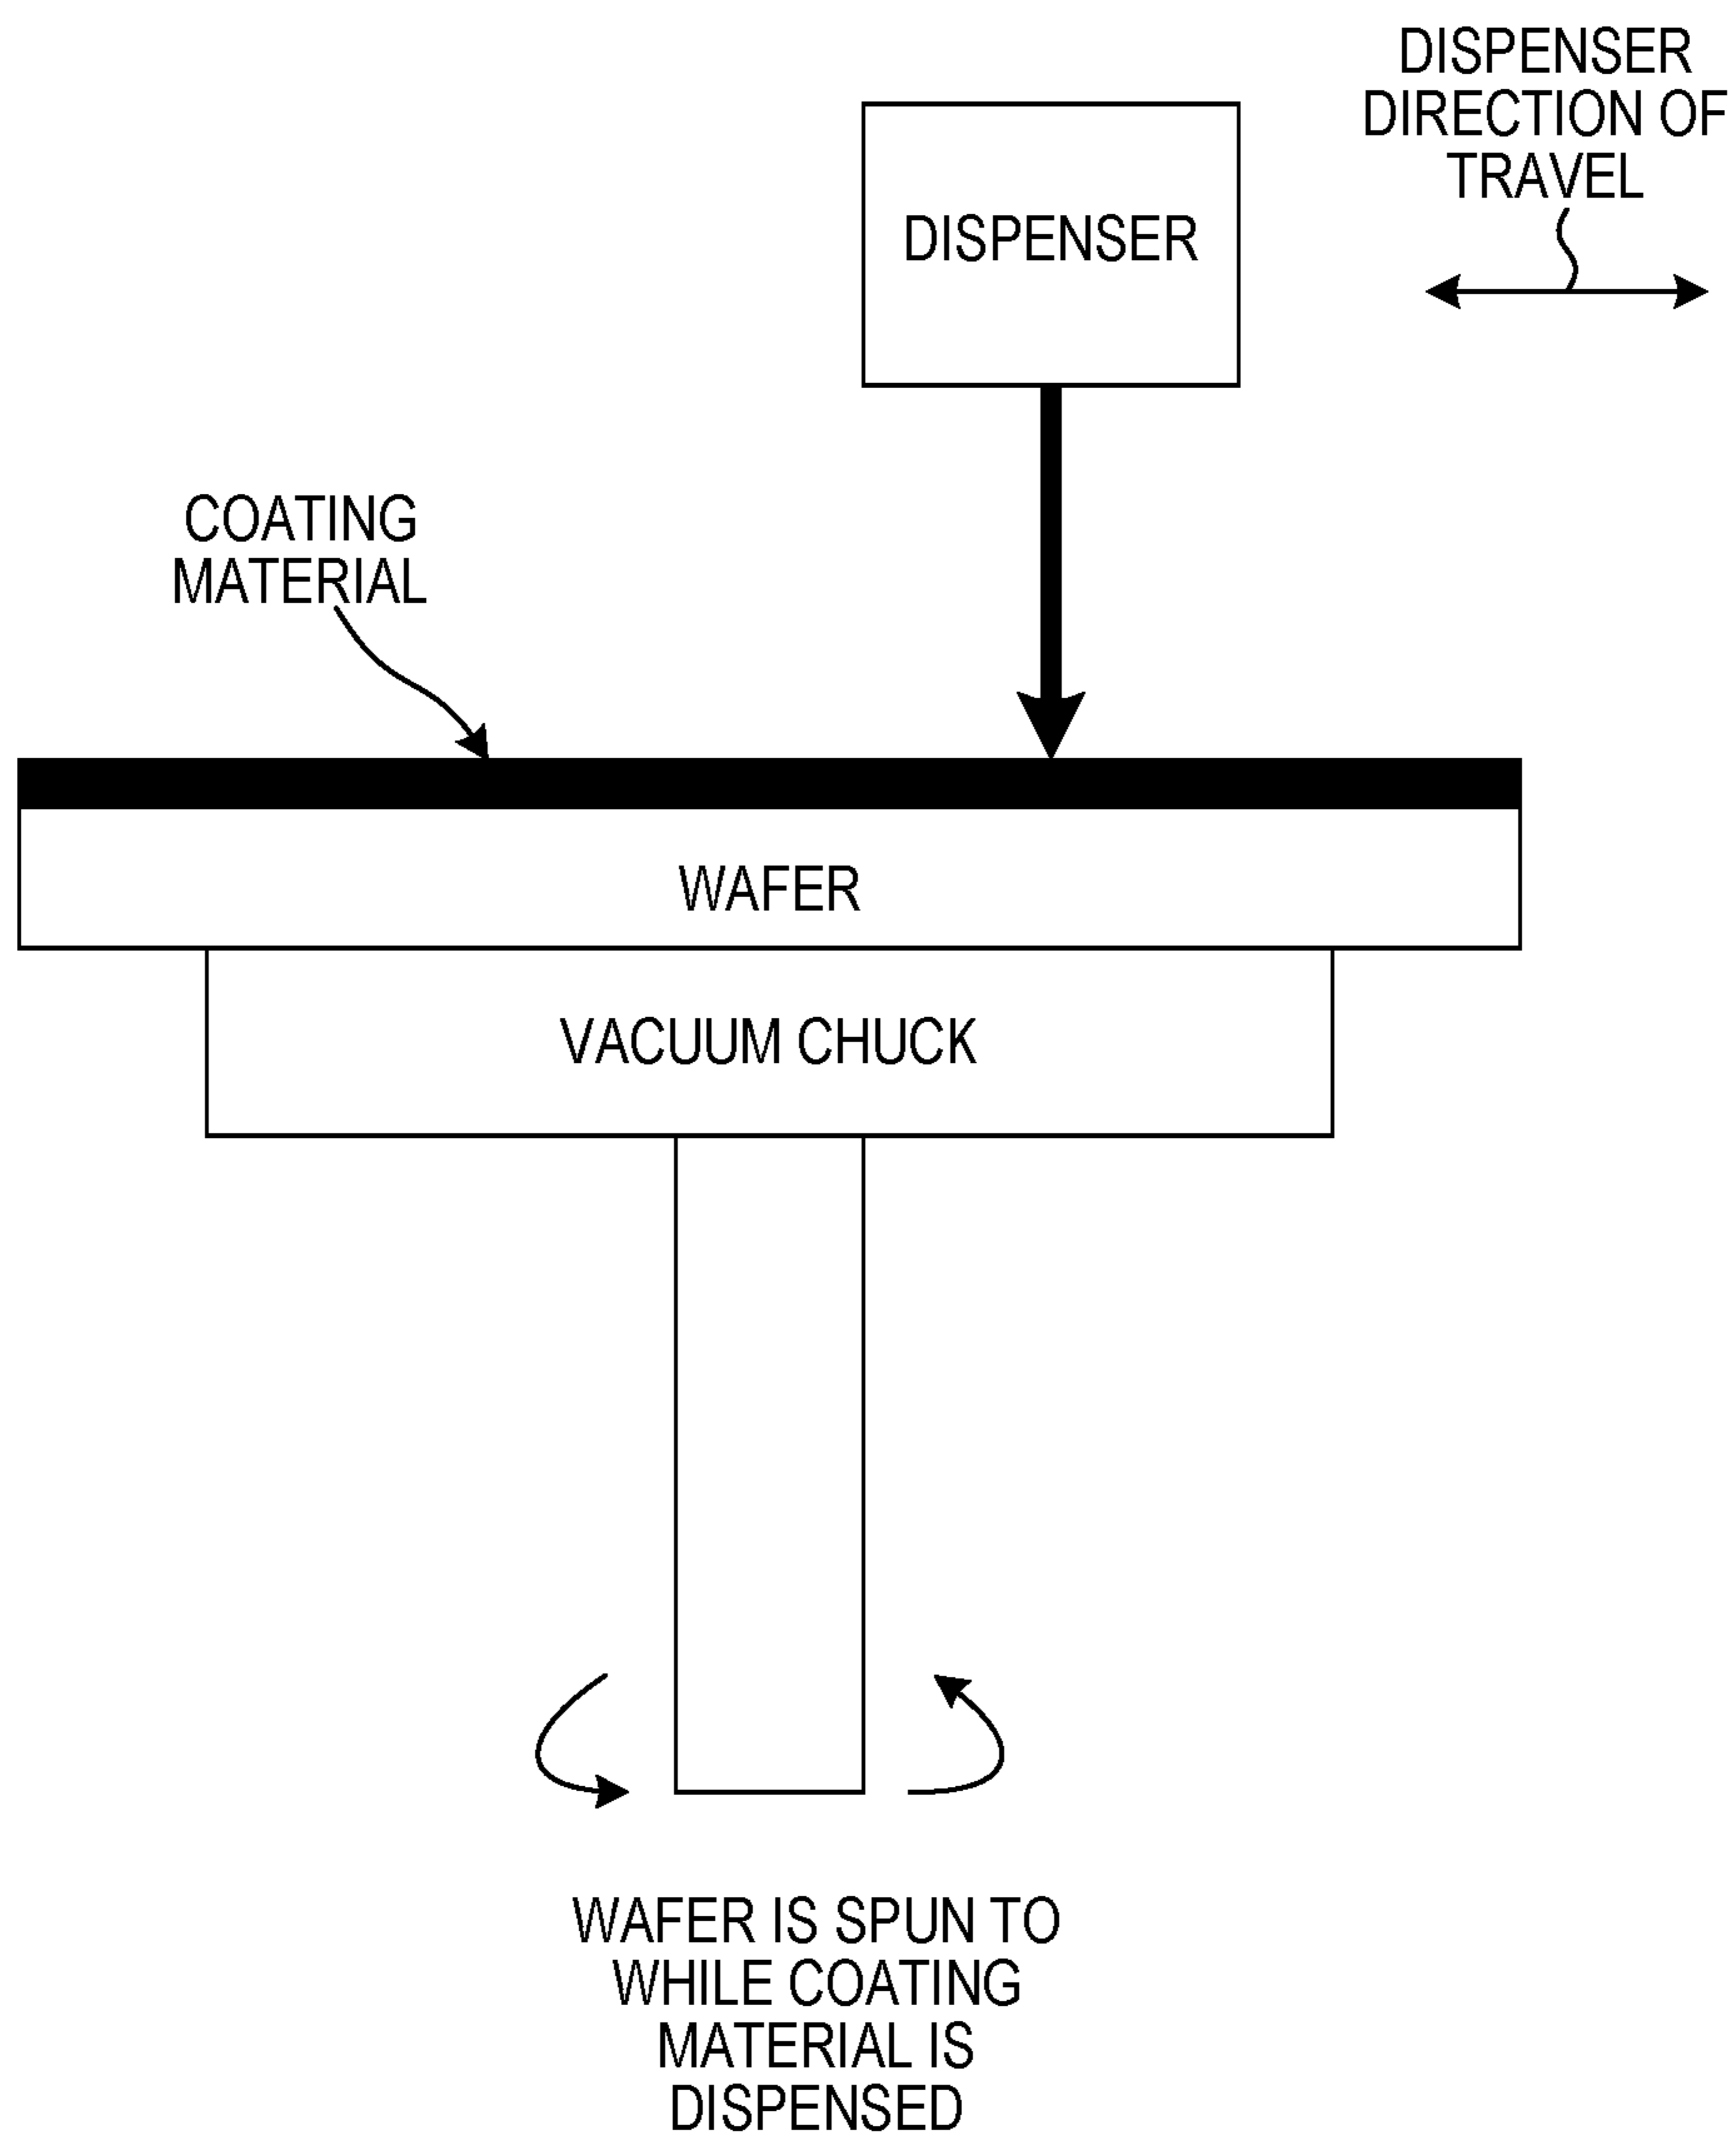 DISPENSER
DIRECTION OF
TRAVEL
DISPENSER
COATING
MATERIAL
WAFER
VACUUM CHUCK
WAFER IS SPUN TO
WHILE COATING
MATERIAL IS
DISPENSED